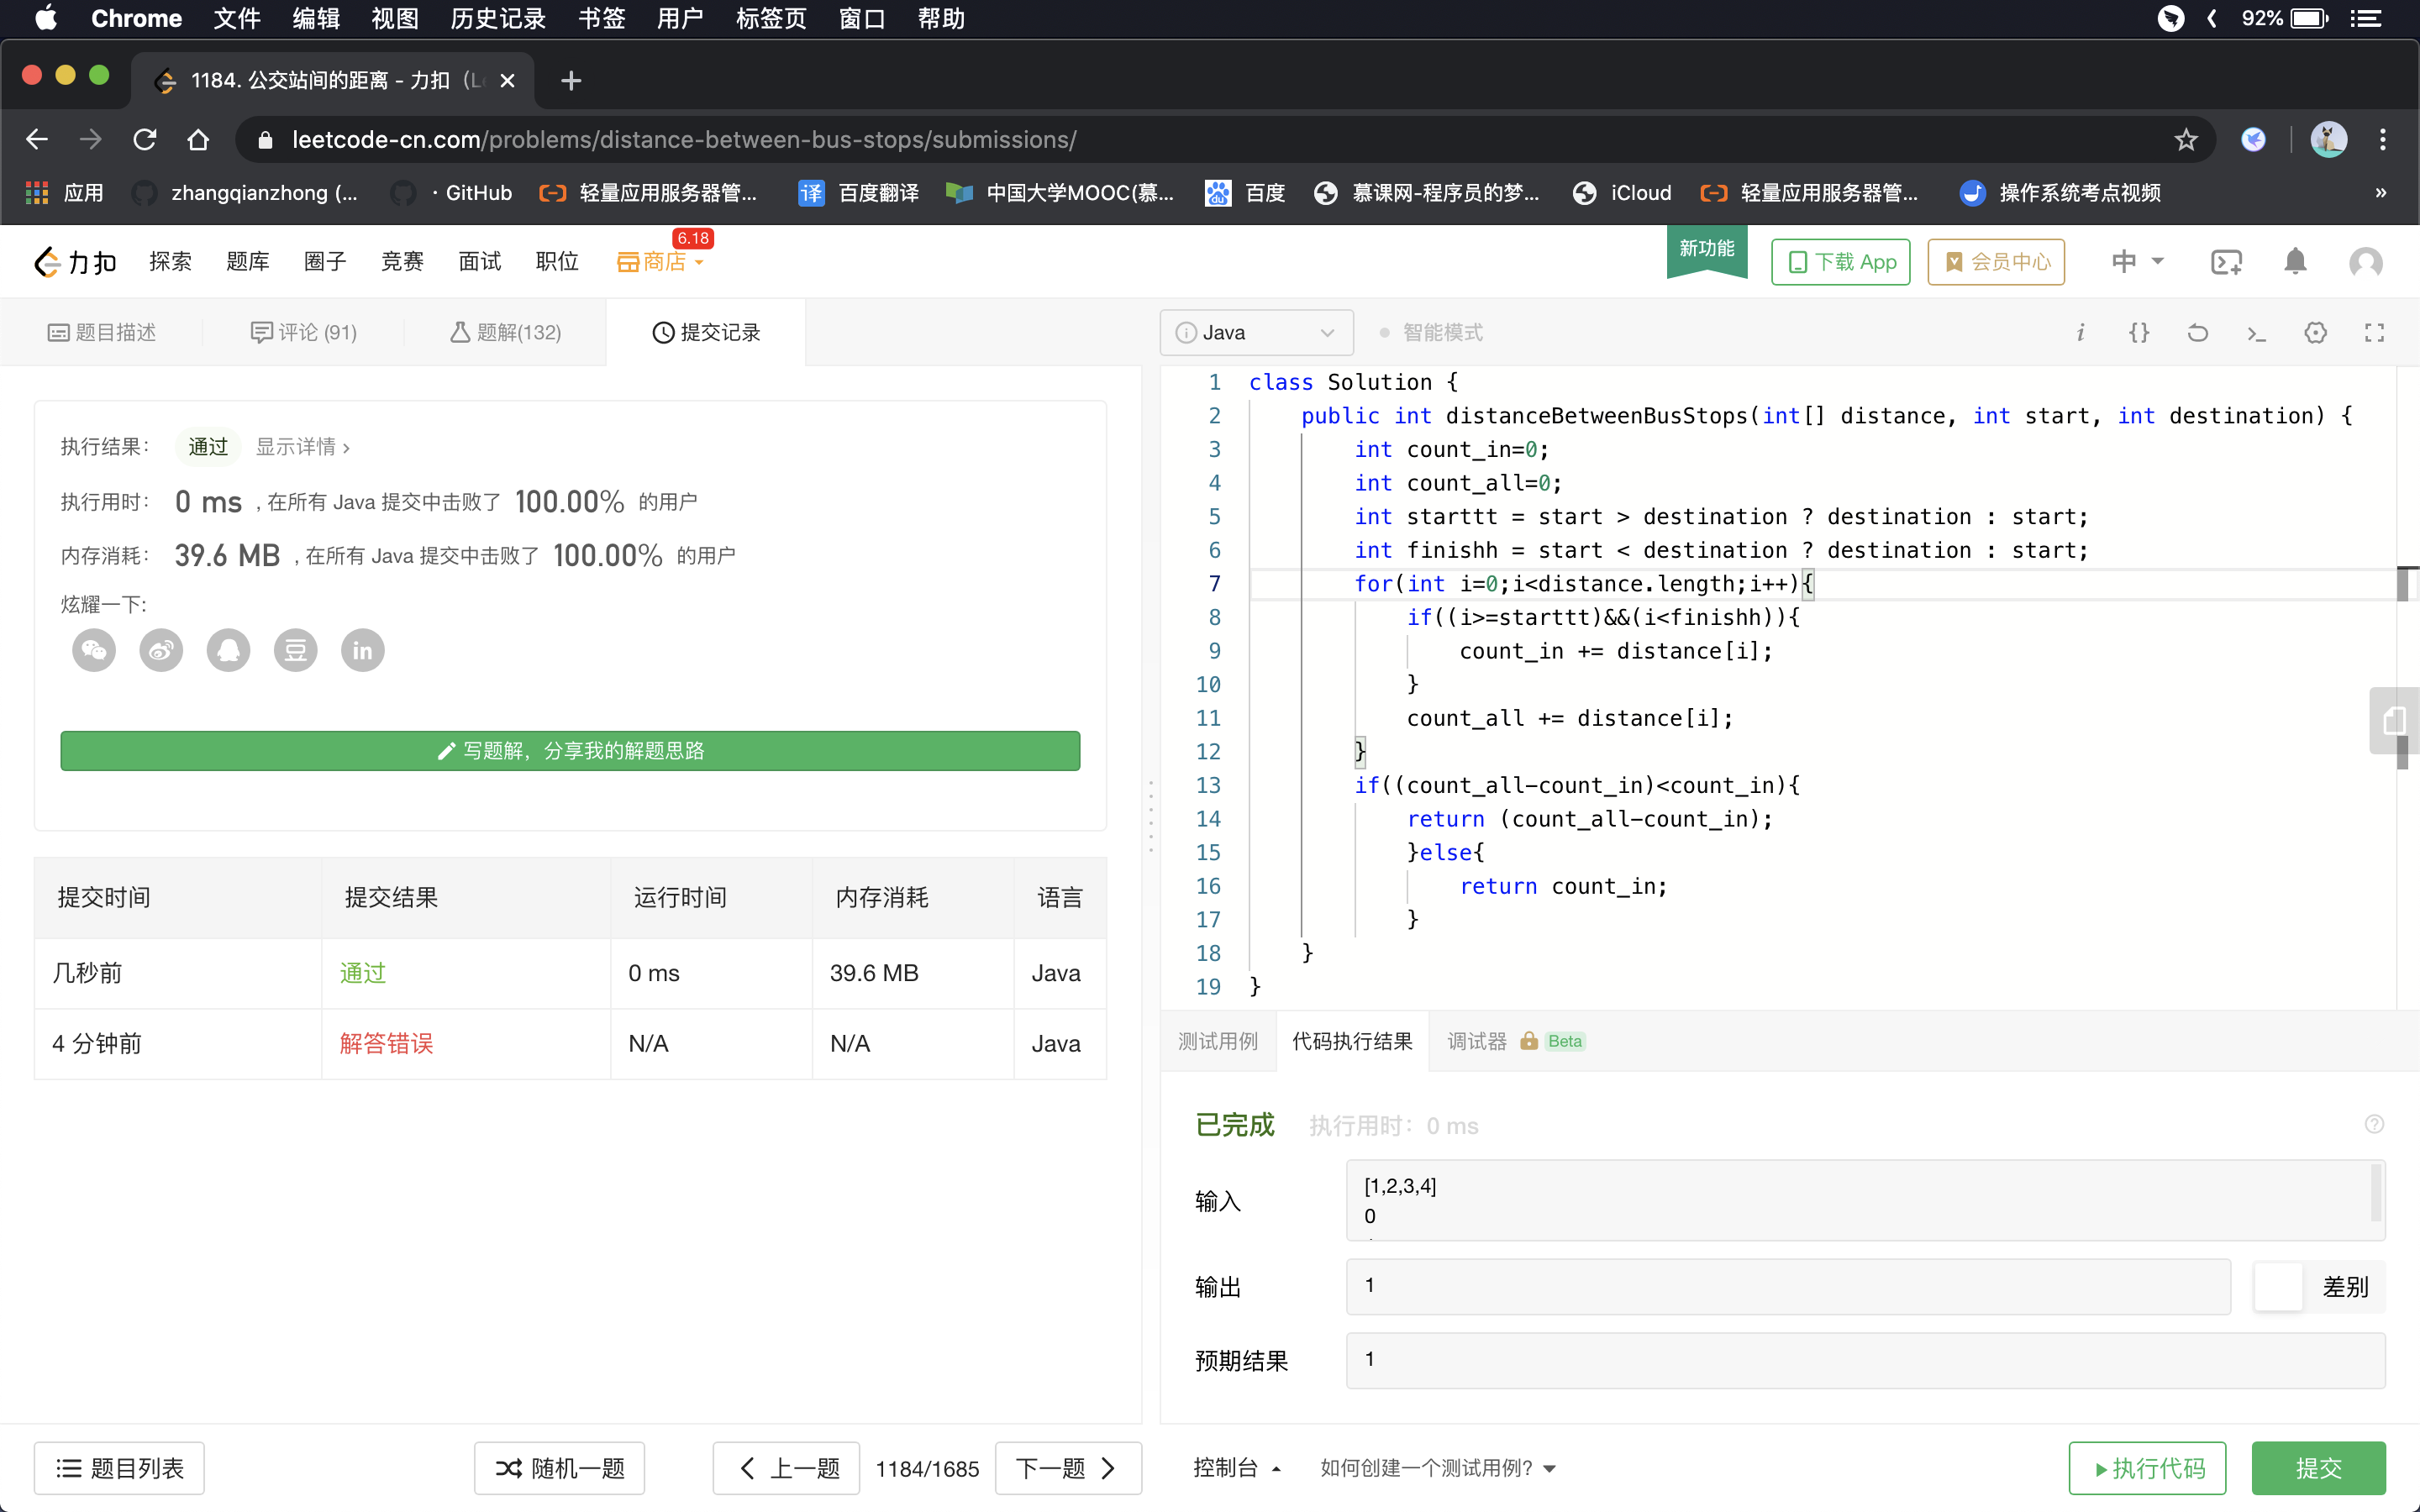 Chrome 文件 编辑 视图 历史记录 书签 用户 标签页 窗口 帮助 92%
1184. 公交站间的距离 - 力扣（L
leetcode-cn.com/problems/distance-between-bus-stops/submissions/
应用 zhangqianzhong (... · GitHub 轻量应用服务器管... 译 百度翻译 中国大学MOOC(慕... 百度 慕课网-程序员的梦... iCloud 轻量应用服务器管... 操作系统考点视频 »
力扣 探索 题库 圈子 竞赛 面试 职位 商店 6.18 新功能 下载 App 会员中心 中
题目描述 评论 (91) 题解(132) 提交记录
执行结果： 通过 显示详情 ›
执行用时： 0 ms , 在所有 Java 提交中击败了 100.00% 的用户
内存消耗： 39.6 MB , 在所有 Java 提交中击败了 100.00% 的用户
炫耀一下:
豆 in
写题解，分享我的解题思路
提交时间 提交结果 运行时间 内存消耗 语言
几秒前 通过 0 ms 39.6 MB Java
4 分钟前 解答错误 N/A N/A Java
题目列表 随机一题 上一题 1184/1685 下一题
Java 智能模式
1 class Solution {
2 public int distanceBetweenBusStops(int[] distance, int start, int destination) {
3 int count_in=0;
4 int count_all=0;
5 int starttt = start > destination ? destination : start;
6 int finishh = start < destination ? destination : start;
7 for(int i=0;i<distance.length;i++){
8 if((i>=starttt)&&(i<finishh)){
9 count_in += distance[i];
10 }
11 count_all += distance[i];
12 }
13 if((count_all-count_in)<count_in){
14 return (count_all-count_in);
15 }else{
16 return count_in;
17 }
18 }
19 }
测试用例 代码执行结果 调试器 Beta
已完成 执行用时：0 ms
输入
[1,2,3,4]
0
输出 1 差别
预期结果 1
控制台 如何创建一个测试用例? 执行代码 提交